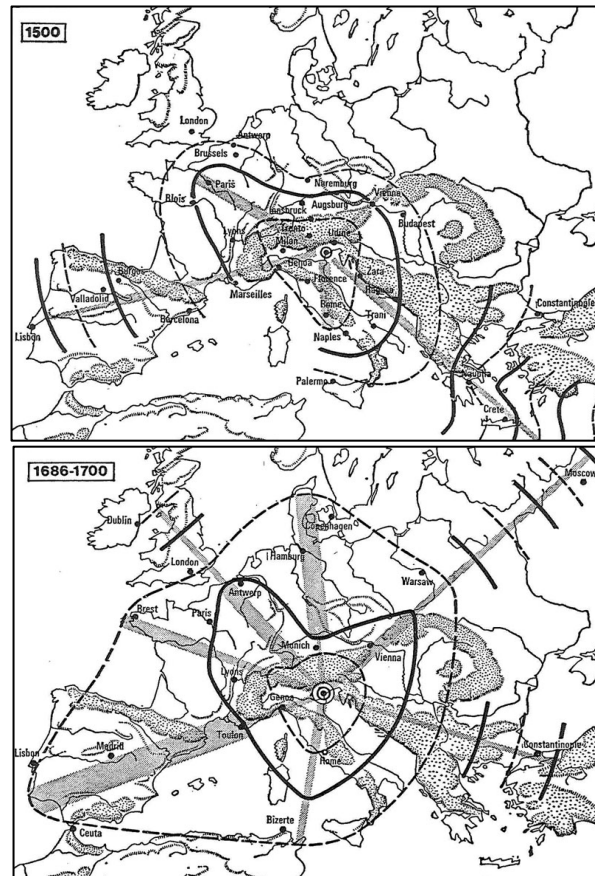 1500
London
Antwerp
Brussels
Paris
Nuremburg
Blois
Augsburg
Vienna
Innsbruck
Budapest
Lyons
Trento
Milan
Udine
Genoa
Zara
Burgos
Florence
Marseilles
Ragusa
Valladolid
Rome
Constantinople
Barcelona
Trani
Lisbon
Naples
Palermo
Nauplia
Crete
1686-1700
Moscow
Dublin
Copenhagen
Hamburg
London
Warsaw
Antwerp
Brest
Paris
Munich
Vienna
Lyons
Genoa
Toulon
Madrid
Lisbon
Constantinople
Rome
Ceuta
Bizerte